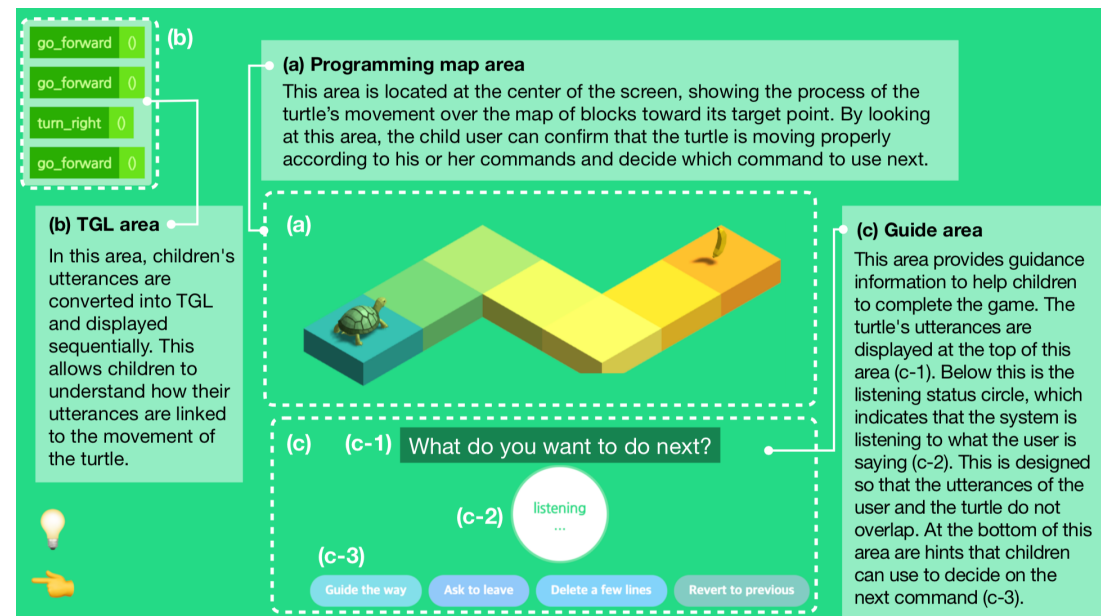 go_forward ()
(b)
go_forward ()
turn_right ()
go_forward ()
(a) Programming map area
This area is located at the center of the screen, showing the process of the
turtle's movement over the map of blocks toward its target point. By looking
at this area, the child user can confirm that the turtle is moving properly
according to his or her commands and decide which command to use next.
(b) TGL area
In this area, children's
utterances are
converted into TGL
and displayed
sequentially. This
allows children to
understand how their
utterances are linked
to the movement of
the turtle.
(a)
(c)
(c-1)
What do you want to do next?
(c-2)
listening
...
(c-3)
Guide the way
Ask to leave
Delete a few lines
Revert to previous
(c) Guide area
This area provides guidance
information to help children
to complete the game. The
turtle's utterances are
displayed at the top of this
area (c-1). Below this is the
listening status circle, which
indicates that the system is
listening to what the user is
saying (c-2). This is designed
so that the utterances of the
user and the turtle do not
overlap. At the bottom of this
area are hints that children
can use to decide on the
next command (c-3).